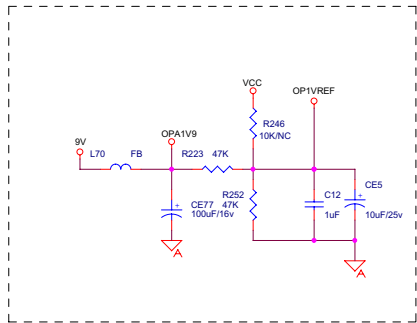 VCC
OP1VREF
R246
10K/NC
9V
OPA1V9
L70 FB
R223 47K
CE77
100uF/16v
R252
47K
C12
1uF
CE5
10uF/25v
A
A